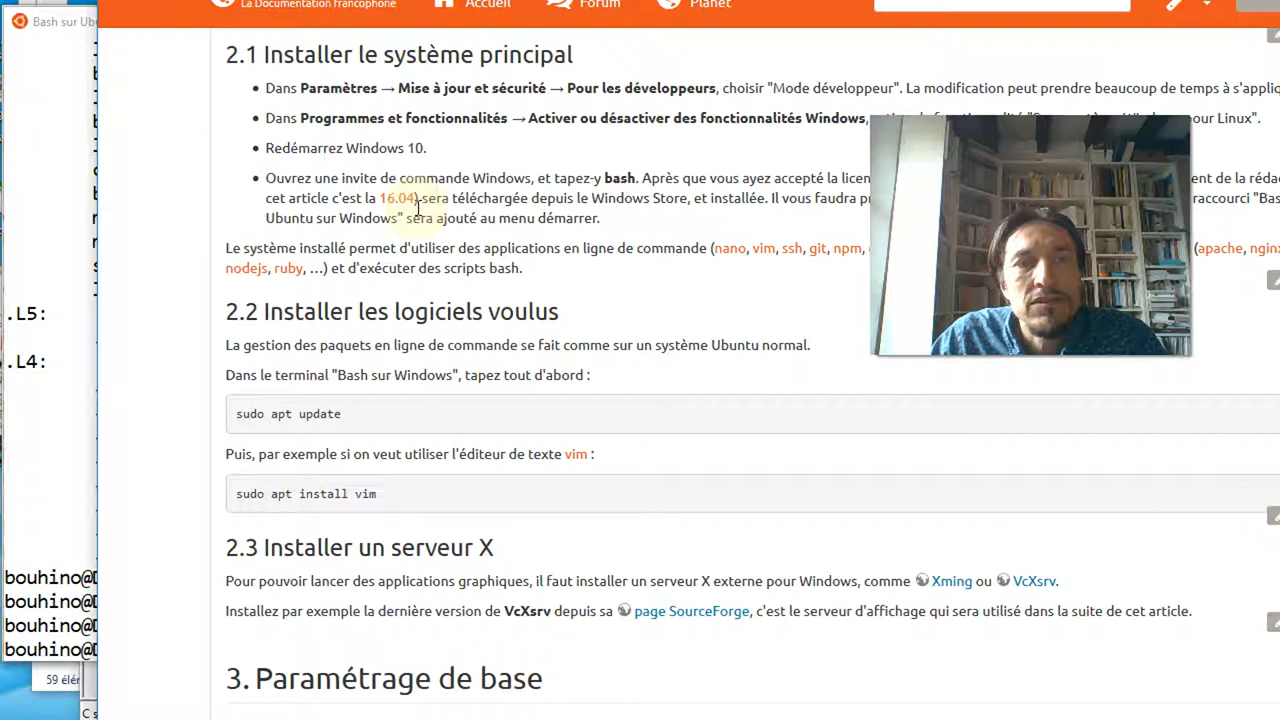 La Documentation francophone
Accueil
Forum
Planet
Bash sur Ubu
2.1 Installer le système principal
Dans Paramètres → Mise à jour et sécurité → Pour les développeurs, choisir "Mode développeur". La modification peut prendre beaucoup de temps à s'appliq
Dans Programmes et fonctionnalités → Activer ou désactiver des fonctionnalités Windows, pour Linux".
Redémarrez Windows 10.
Ouvrez une invite de commande Windows, et tapez-y bash. Après que vous ayez accepté la licen ent de la réda
cet article c'est la 16.04) sera téléchargée depuis le Windows Store, et installée. Il vous faudra pr raccourci "Bas
Ubuntu sur Windows" sera ajouté au menu démarrer.
Le système installé permet d'utiliser des applications en ligne de commande (nano, vim, ssh, git, npm, (apache, nginx
nodejs, ruby, …) et d'exécuter des scripts bash.
.L5:
2.2 Installer les logiciels voulus
La gestion des paquets en ligne de commande se fait comme sur un système Ubuntu normal.
.L4:
Dans le terminal "Bash sur Windows", tapez tout d'abord :
sudo apt update
Puis, par exemple si on veut utiliser l'éditeur de texte vim :
sudo apt install vim
2.3 Installer un serveur X
Pour pouvoir lancer des applications graphiques, il faut installer un serveur X externe pour Windows, comme Xming ou VcXsrv.
Installez par exemple la dernière version de VcXsrv depuis sa page SourceForge, c'est le serveur d'affichage qui sera utilisé dans la suite de cet article.
bouhino@D
bouhino@D
bouhino@D
bouhino@D
3. Paramétrage de base
59 élér
C s